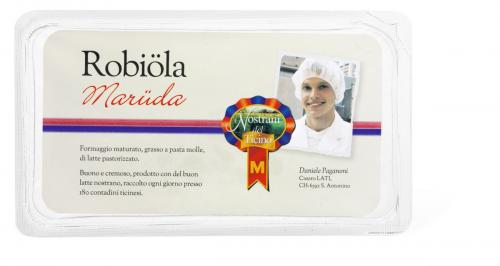 Robiöla
Marüda
Nostrani
del
Ticino
M
Formaggio maturato, grasso a pasta molle,
di latte pastorizzato.
Buono e cremoso, prodotto con del buon
latte nostrano, raccolto ogni giorno presso
180 contadini ticinesi.
Daniele Paganoni
Casaro LATI,
CH-6592 S. Antonino